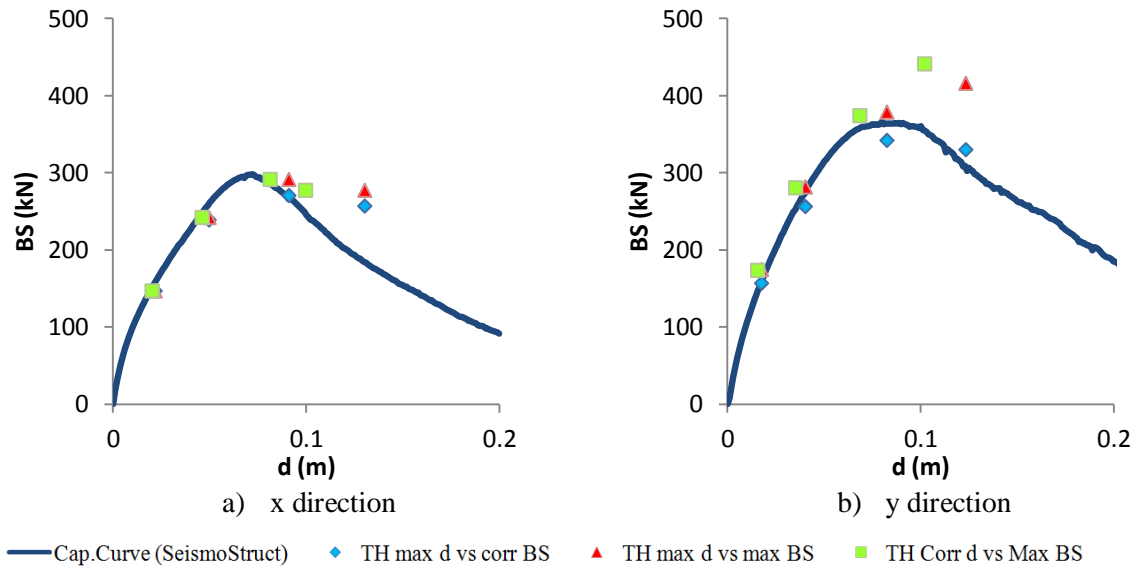 500
400
300
200
100
0
BS (kN)
0 0.1 0.2
d (m)
a) x direction
500
400
300
200
100
0
BS (kN)
0 0.1 0.2
d (m)
b) y direction
Cap.Curve (SeismoStruct) TH max d vs corr BS TH max d vs max BS TH Corr d vs Max BS